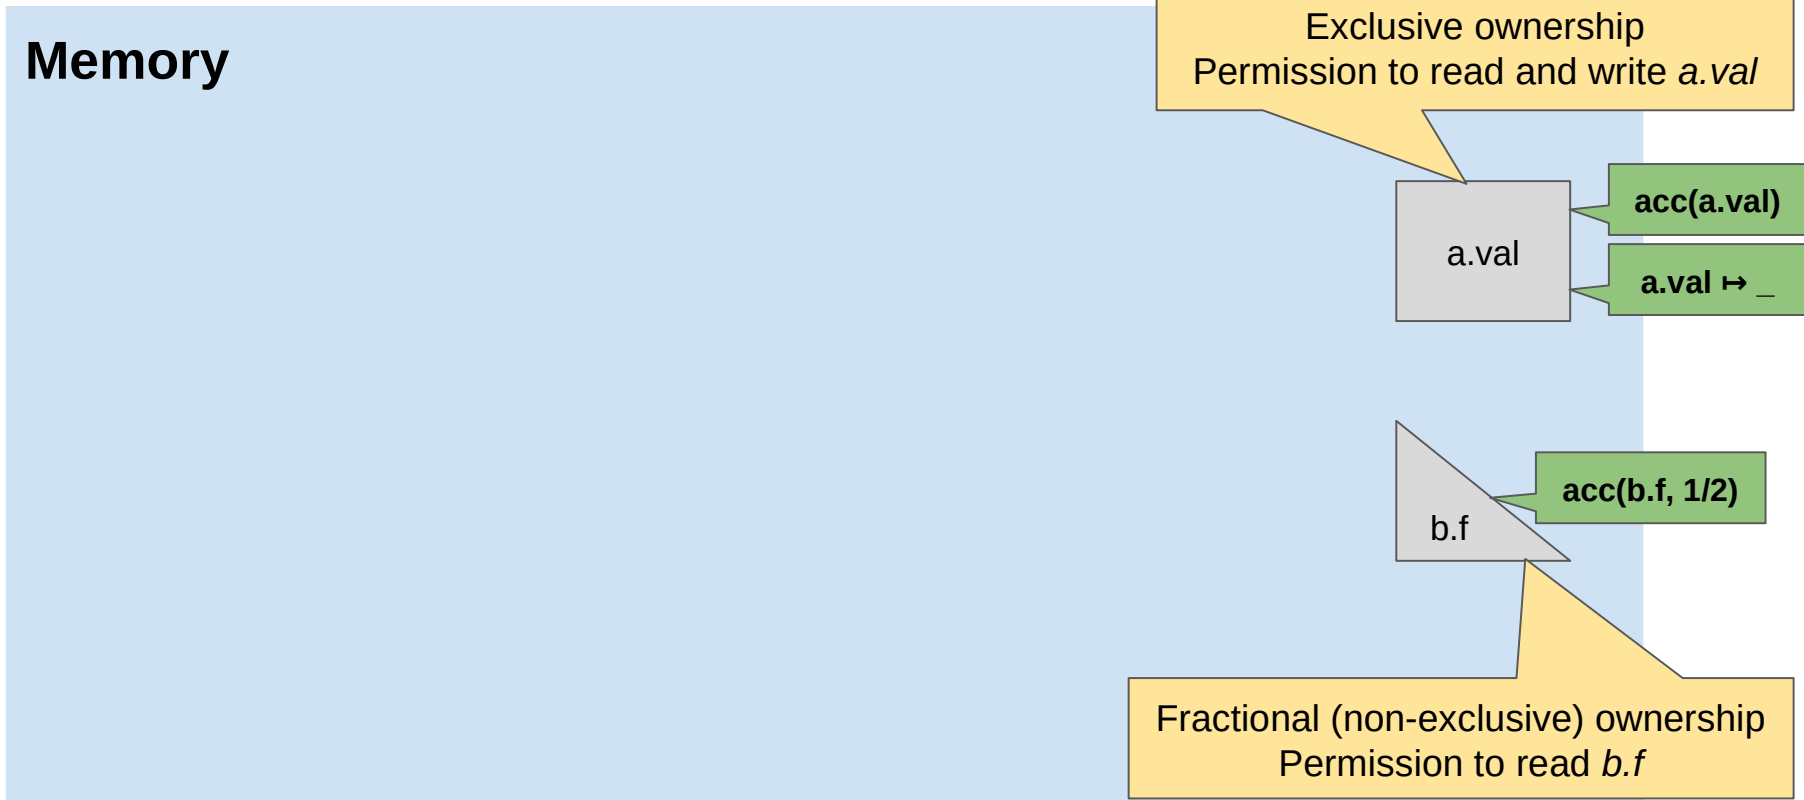 Memory
Exclusive ownership
Permission to read and write a.val
acc(a.val)
a.val
a.val ↦ _
acc(b.f, 1/2)
b.f
Fractional (non-exclusive) ownership
Permission to read b.f